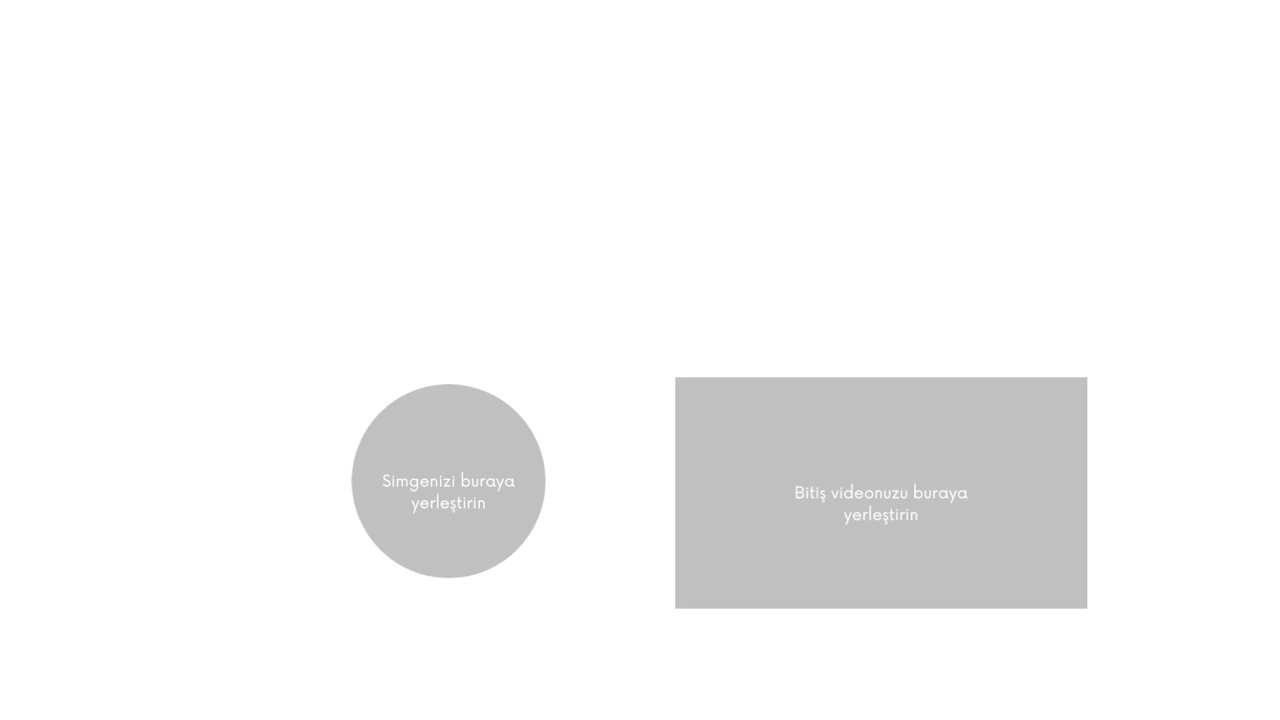 Simgenizi buraya
yerleştirin
Bitiş videonuzu buraya
yerleştirin